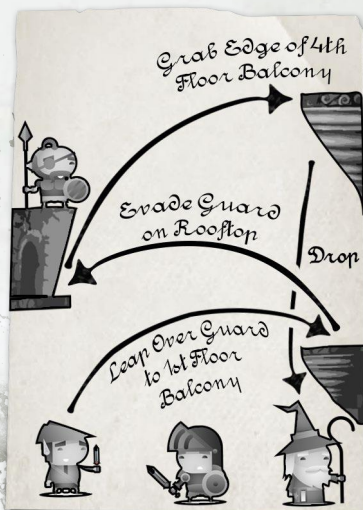 Grab Edge of 4th
Floor Balcony
Evade Guard
on Rooftop
Drop
Leap Over Guard
to 1st Floor
Balcony